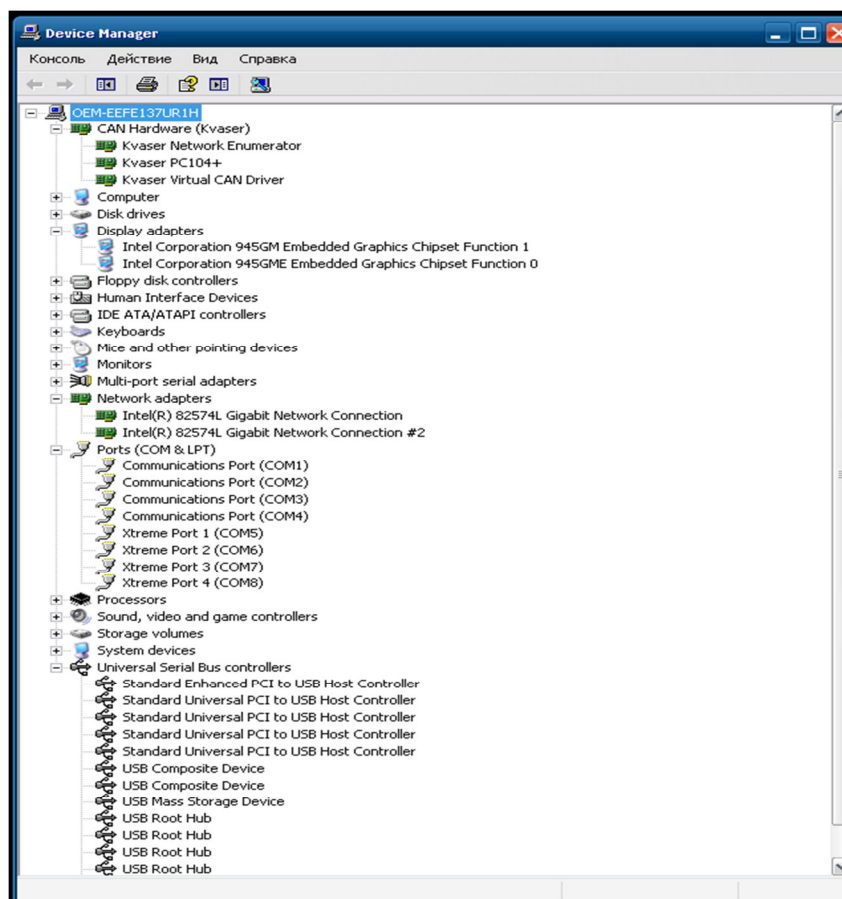 Device Manager
Консоль Действие Вид Справка
OEM-EEFE137UR1H
CAN Hardware (Kvaser)
Kvaser Network Enumerator
Kvaser PC104+
Kvaser Virtual CAN Driver
Computer
Disk drives
Display adapters
Intel Corporation 945GM Embedded Graphics Chipset Function 1
Intel Corporation 945GME Embedded Graphics Chipset Function 0
Floppy disk controllers
Human Interface Devices
IDE ATA/ATAPI controllers
Keyboards
Mice and other pointing devices
Monitors
Multi-port serial adapters
Network adapters
Intel(R) 82574L Gigabit Network Connection
Intel(R) 82574L Gigabit Network Connection #2
Ports (COM & LPT)
Communications Port (COM1)
Communications Port (COM2)
Communications Port (COM3)
Communications Port (COM4)
Xtreme Port 1 (COM5)
Xtreme Port 2 (COM6)
Xtreme Port 3 (COM7)
Xtreme Port 4 (COM8)
Processors
Sound, video and game controllers
Storage volumes
System devices
Universal Serial Bus controllers
Standard Enhanced PCI to USB Host Controller
Standard Universal PCI to USB Host Controller
Standard Universal PCI to USB Host Controller
Standard Universal PCI to USB Host Controller
Standard Universal PCI to USB Host Controller
USB Composite Device
USB Composite Device
USB Mass Storage Device
USB Root Hub
USB Root Hub
USB Root Hub
USB Root Hub